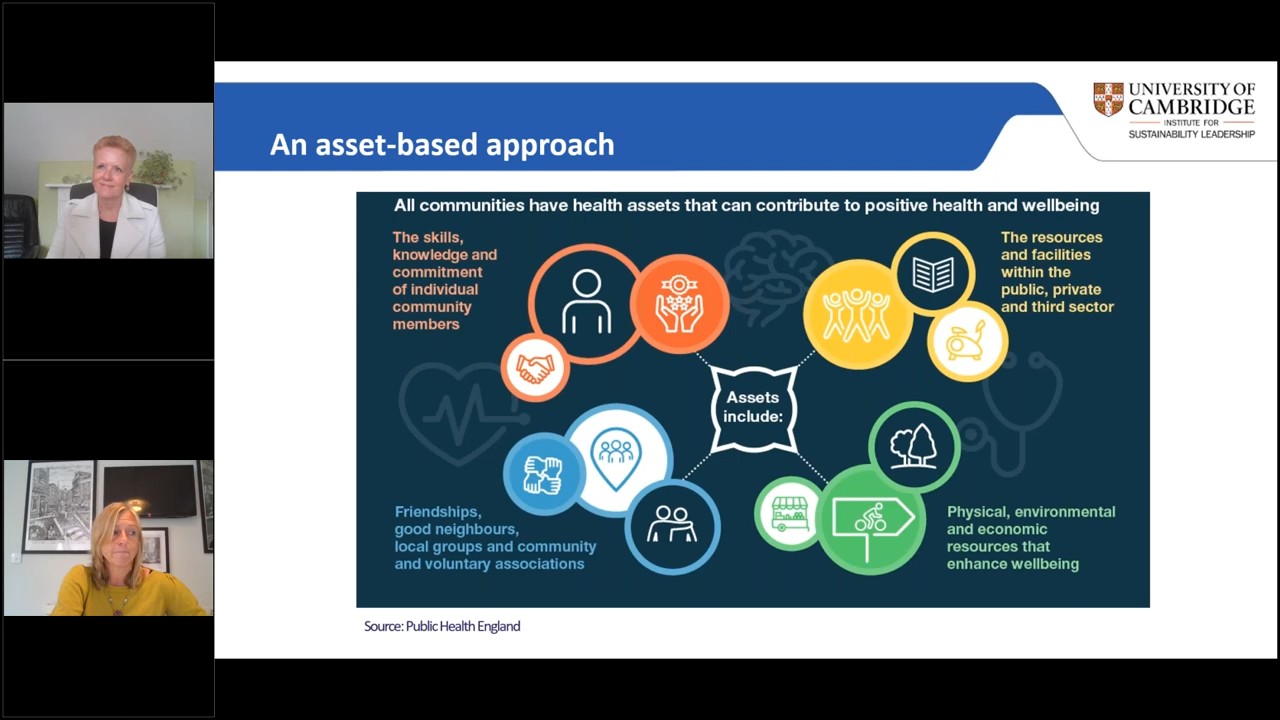 UNIVERSITY OF
CAMBRIDGE
INSTITUTE FOR
SUSTAINABILITY LEADERSHIP
An asset-based approach
All communities have health assets that can contribute to positive health and wellbeing
The skills,
knowledge and
commitment
of individual
community
members
The resources
and facilities
within the
public, private
and third sector
Assets
include:
Friendships,
good neighbours,
local groups and community
and voluntary associations
Physical, environmental
and economic
resources that
enhance wellbeing
Source: Public Health England